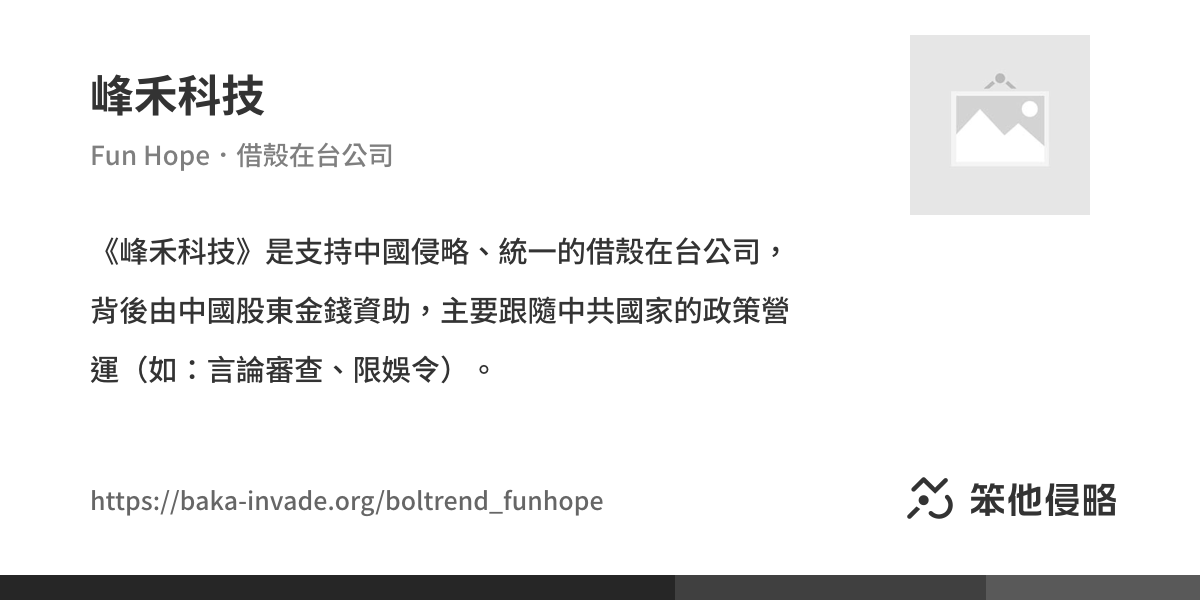 峰禾科技
Fun Hope・借殼在台公司
《峰禾科技》是支持中國侵略、統一的借殼在台公司，
背後由中國股東金錢資助，主要跟隨中共國家的政策營
運（如：言論審查、限娛令）。
https://baka-invade.org/boltrend_funhope
笨他侵略